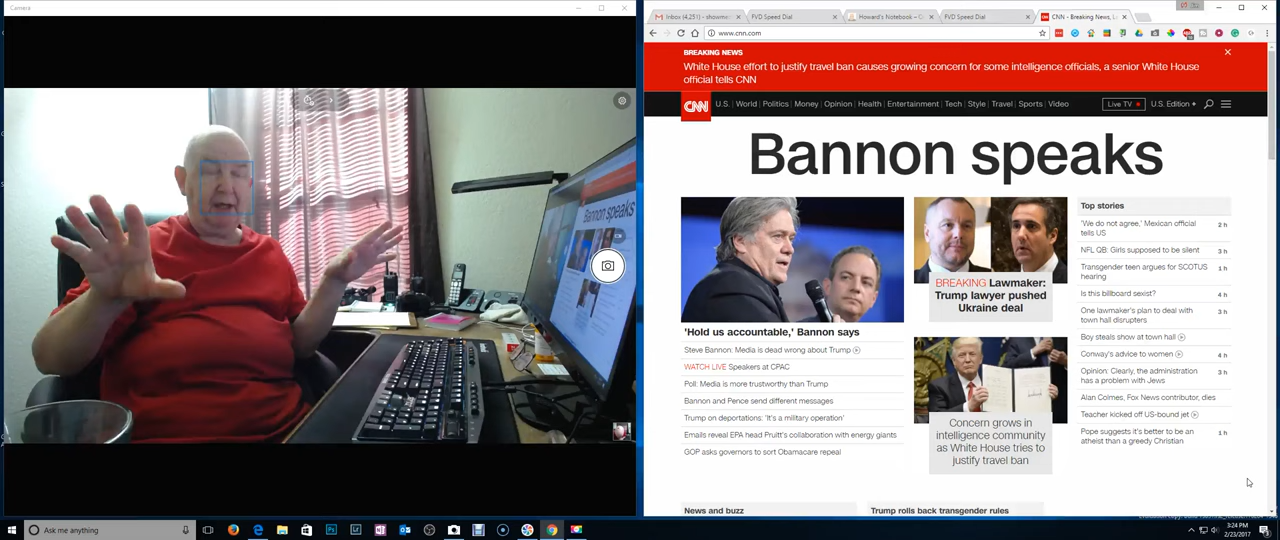 Camera
Inbox (4,251) - showme
FVD Speed Dial
Howard's Notebook – C
FVD Speed Dial
CNN - Breaking News, L
www.cnn.com
BREAKING NEWS
White House effort to justify travel ban causes growing concern for some intelligence officials, a senior White House
official tells CNN
CNN
U.S. World Politics Money Opinion Health Entertainment Tech Style Travel Sports Video
Live TV
U.S. Edition
Bannon speaks
Bannon speaks
'Hold us accountable,' Bannon says
Steve Bannon: Media is dead wrong about Trump
WATCH LIVE Speakers at CPAC
Poll: Media is more trustworthy than Trump
Bannon and Pence send different messages
Trump on deportations: 'It's a military operation'
Emails reveal EPA head Pruitt's collaboration with energy giants
GOP asks governors to sort Obamacare repeal
BREAKING Lawmaker:
Trump lawyer pushed
Ukraine deal
Concern grows in
intelligence community
as White House tries to
justify travel ban
Top stories
'We do not agree,' Mexican official
tells US
2 h
NFL QB: Girls supposed to be silent
3 h
Transgender teen argues for SCOTUS
hearing
1 h
Is this billboard sexist?
4 h
One lawmaker's plan to deal with
town hall disrupters
3 h
Boy steals show at town hall
Conway's advice to women
4 h
Opinion: Clearly, the administration
has a problem with Jews
3 h
Alan Colmes, Fox News contributor, dies
Teacher kicked off US-bound jet
Pope suggests it's better to be an
atheist than a greedy Christian
1 h
News and buzz
Trump rolls back transgender rules
Ask me anything
3:24 PM
2/23/2017